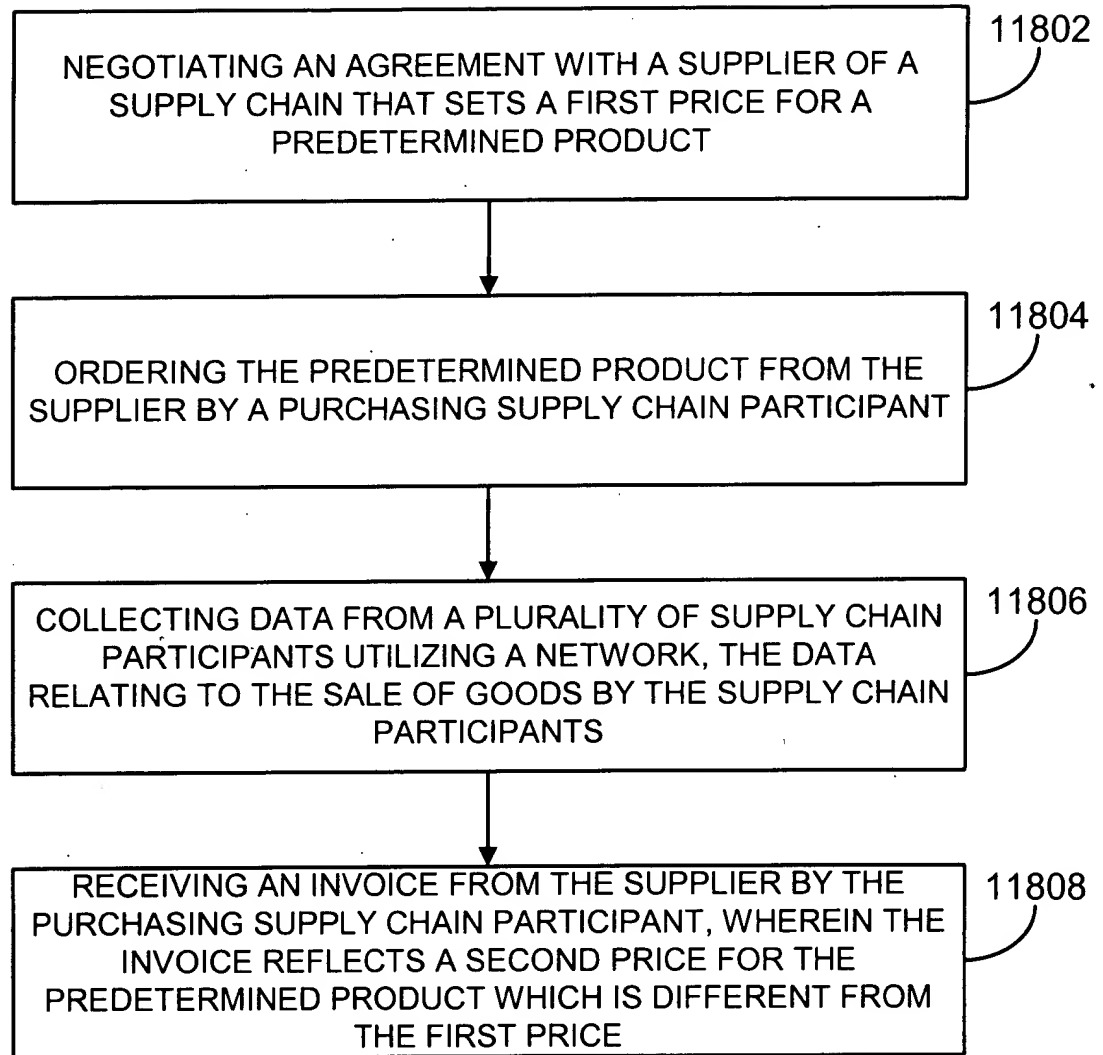 11802
NEGOTIATING AN AGREEMENT WITH A SUPPLIER OF A
SUPPLY CHAIN THAT SETS A FIRST PRICE FOR A
PREDETERMINED PRODUCT
11804
ORDERING THE PREDETERMINED PRODUCT FROM THE
SUPPLIER BY A PURCHASING SUPPLY CHAIN PARTICIPANT
11806
COLLECTING DATA FROM A PLURALITY OF SUPPLY CHAIN
PARTICIPANTS UTILIZING A NETWORK, THE DATA
RELATING TO THE SALE OF GOODS BY THE SUPPLY CHAIN
PARTICIPANTS
11808
RECEIVING AN INVOICE FROM THE SUPPLIER BY THE
PURCHASING SUPPLY CHAIN PARTICIPANT, WHEREIN THE
INVOICE REFLECTS A SECOND PRICE FOR THE
PREDETERMINED PRODUCT WHICH IS DIFFERENT FROM
THE FIRST PRICE